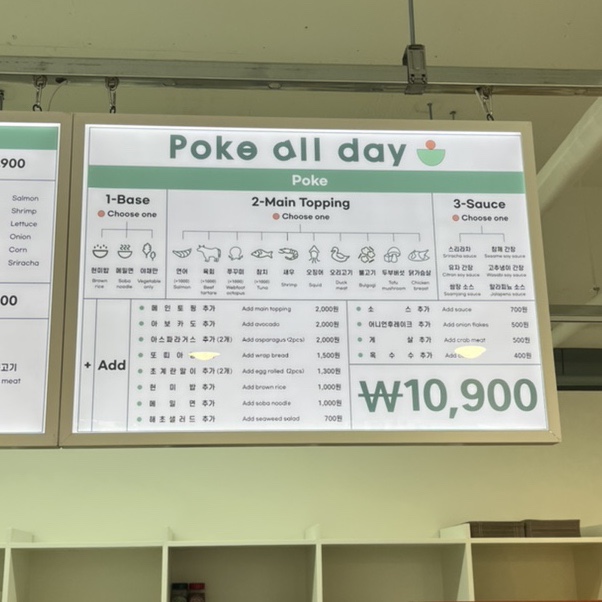 900
Salmon
Shrimp
Lettuce
Onion
Corn
Sriracha
00
고기
meat
Poke all day
Poke
1-Base
Choose one
현미밥 메밀면 야채만
Brown rice Soba noodle Vegetable only
2-Main Topping
Choose one
연어 육회 쭈꾸미 참치 새우 오징어 오리고기 불고기 두부버섯 닭가슴살
(+1000) Salmon (+1000) Beef tartare (+1000) Webfoot octopus (+1000) Tuna Shrimp Squid Duck meat Bulgogi Tofu mushroom Chicken breast
3-Sauce
Choose one
스리라차 참깨 간장
Sriracha sauce Sesame soy sauce
유자 간장 고추냉이 간장
Citron soy sauce Wasabi soy sauce
쌈장 소스 할라피뇨 소스
Ssamjang sauce Jalapeno sauce
+ Add
메인토핑 추가 Add main topping 2,000원
아보카도 추가 Add avocado 2,000원
아스파라거스 추가(2개) Add asparagus (2pcs) 2,000원
또띠아 Add wrap bread 1,500원
초계란말이 추가(2개) Add egg rolled (2pcs) 1,300원
현미밥 추가 Add brown rice 1,000원
메밀면 추가 Add soba noodle 1,000원
해초샐러드 추가 Add seaweed salad 700원
소스 추가 Add sauce 700원
어니언후레이크 추가 Add onion flakes 500원
게살 추가 Add crab meat 500원
옥수수 추가 Add 400원
₩10,900